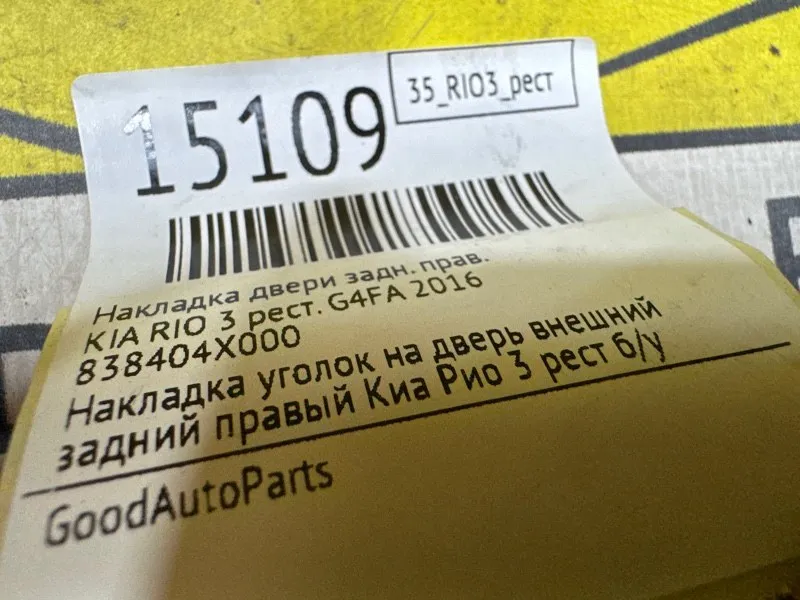 15109
35_RIO3_рест
Накладка двери задн. прав.
KIA RIO 3 рест. G4FA 2016
838404X000
Накладка уголок на дверь внешний
задний правый Киа Рио 3 рест б/у
GoodAutoParts